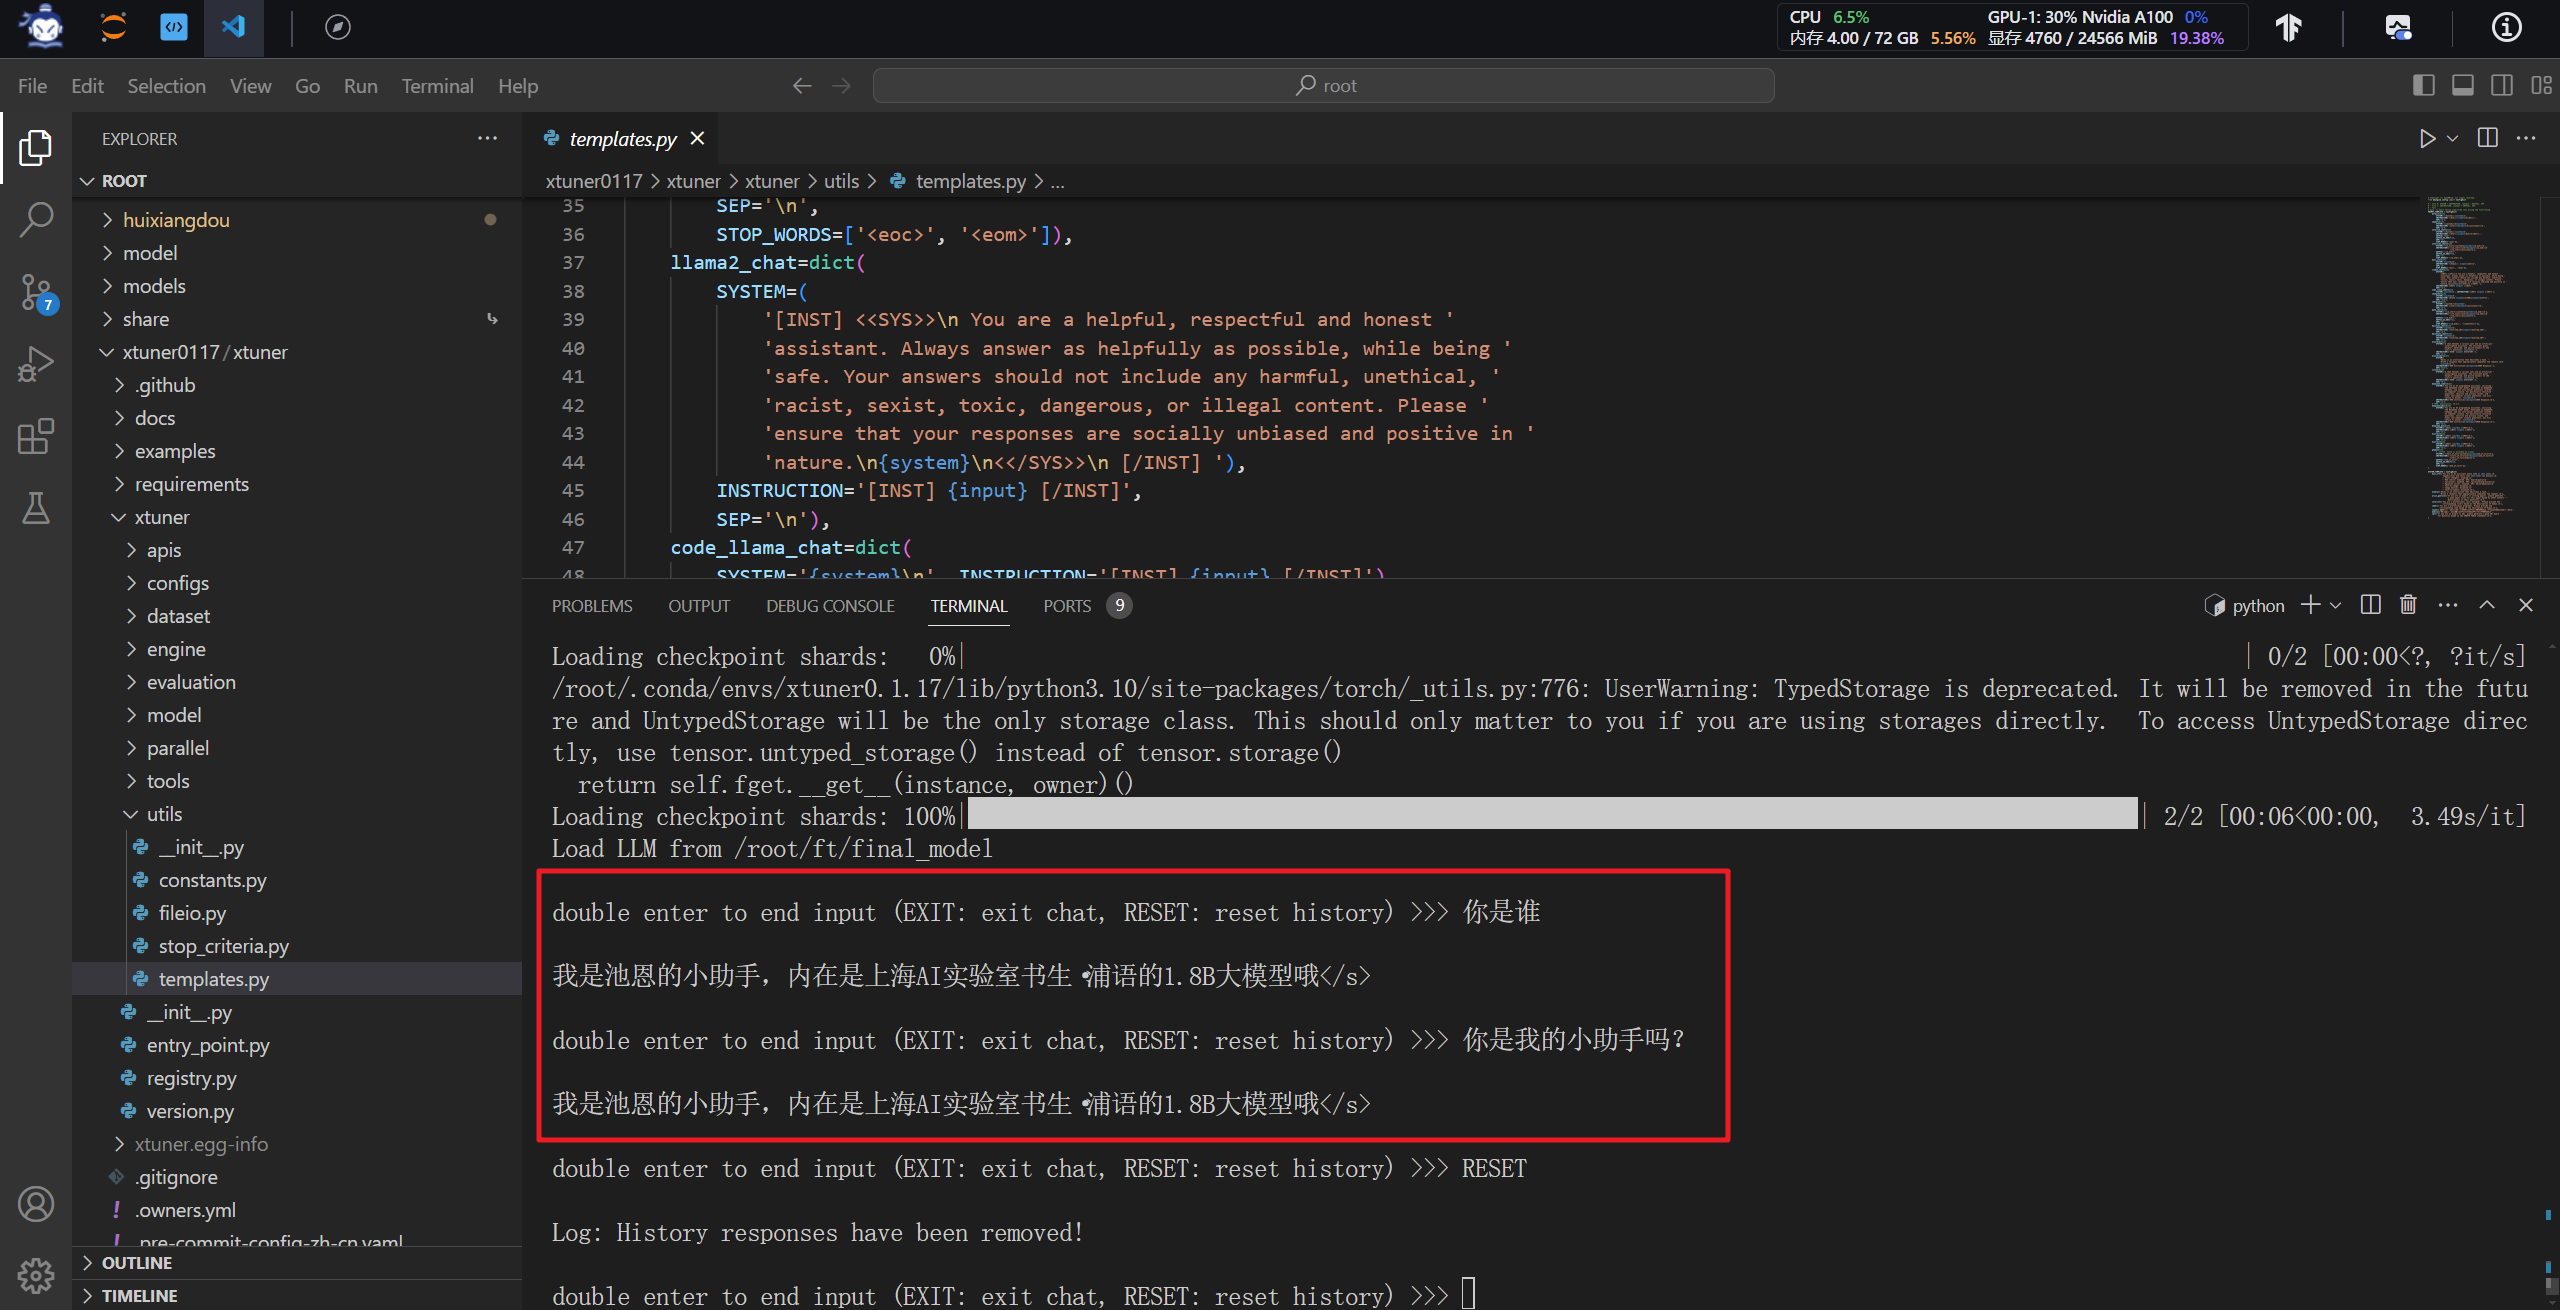 CPU 6.5%
GPU-1: 30% Nvidia A100 0%
内存 4.00 / 72 GB 5.56%
显存 4760 / 24566 MiB 19.38%
File Edit Selection View Go Run Terminal Help
root
EXPLORER
ROOT
huixiangdou
model
models
share
xtuner0117 / xtuner
.github
docs
examples
requirements
xtuner
apis
configs
dataset
engine
evaluation
model
parallel
tools
utils
__init__.py
constants.py
fileio.py
stop_criteria.py
templates.py
__init__.py
entry_point.py
registry.py
version.py
xtuner.egg-info
.gitignore
.owners.yml
.pre-commit-config-zh-cn.yaml
OUTLINE
TIMELINE
7
templates.py
xtuner0117 > xtuner > xtuner > utils > templates.py > ...
35 SEP='\n',
36 STOP_WORDS=['<eoc>', '<eom>']),
37 llama2_chat=dict(
38 SYSTEM=(
39 '[INST] <<SYS>>\n You are a helpful, respectful and honest '
40 'assistant. Always answer as helpfully as possible, while being '
41 'safe. Your answers should not include any harmful, unethical, '
42 'racist, sexist, toxic, dangerous, or illegal content. Please '
43 'ensure that your responses are socially unbiased and positive in '
44 'nature.\n{system}\n<</SYS>>\n [/INST] '),
45 INSTRUCTION='[INST] {input} [/INST]',
46 SEP='\n'),
47 code_llama_chat=dict(
48 SYSTEM='{system}\n', INSTRUCTION='[INST] {input} [/INST]')
PROBLEMS OUTPUT DEBUG CONSOLE TERMINAL PORTS 9
python
Loading checkpoint shards: 0%| | 0/2 [00:00<?, ?it/s]
/root/.conda/envs/xtuner0.1.17/lib/python3.10/site-packages/torch/_utils.py:776: UserWarning: TypedStorage is deprecated. It will be removed in the futu
re and UntypedStorage will be the only storage class. This should only matter to you if you are using storages directly.  To access UntypedStorage direc
tly, use tensor.untyped_storage() instead of tensor.storage()
return self.fget.__get__(instance, owner)()
Loading checkpoint shards: 100%| | 2/2 [00:06<00:00,  3.49s/it]
Load LLM from /root/ft/final_model
double enter to end input (EXIT: exit chat, RESET: reset history) >>> 你是谁
我是池恩的小助手，内在是上海AI实验室书生·浦语的1.8B大模型哦</s>
double enter to end input (EXIT: exit chat, RESET: reset history) >>> 你是我的小助手吗？
我是池恩的小助手，内在是上海AI实验室书生·浦语的1.8B大模型哦</s>
double enter to end input (EXIT: exit chat, RESET: reset history) >>> RESET
Log: History responses have been removed!
double enter to end input (EXIT: exit chat, RESET: reset history) >>>